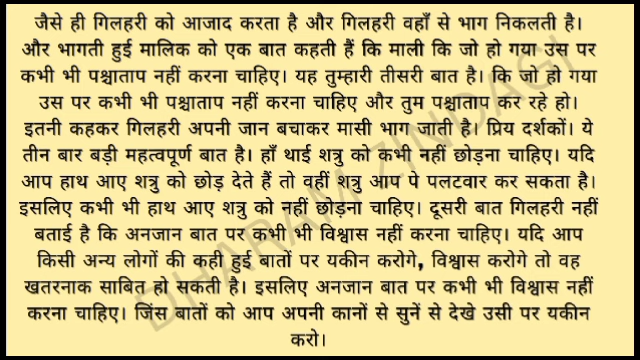 जैसे ही गिलहरी को आजाद करता है और गिलहरी वहाँ से भाग निकलती है।
और भागती हुई मालिक को एक बात कहती हैं कि माली कि जो हो गया उस पर
कभी भी पश्चाताप नहीं करना चाहिए। यह तुम्हारी तीसरी बात है। कि जो हो गया
उस पर कभी भी पश्चाताप नहीं करना चाहिए और तुम पश्चाताप कर रहे हो।
इतनी कहकर गिलहरी अपनी जान बचाकर मासी भाग जाती है। प्रिय दर्शकों। ये
तीन बार बड़ी महत्वपूर्ण बात है। हाँ थाई शत्रु को कभी नहीं छोड़ना चाहिए। यदि
आप हाथ आए शत्रु को छोड़ देते हैं तो वहीं शत्रु आप पे पलटवार कर सकता है।
इसलिए कभी भी हाथ आए शत्रु को नहीं छोड़ना चाहिए। दूसरी बात गिलहरी नहीं
बताई है कि अनजान बात पर कभी भी विश्वास नहीं करना चाहिए। यदि आप
किसी अन्य लोगों की कही हुई बातों पर यकीन करोगे, विश्वास करोगे तो वह
खतरनाक साबित हो सकती है। इसलिए अनजान बात पर कभी भी विश्वास नहीं
करना चाहिए। जिंस बातों को आप अपनी कानों से सुनें से देखे उसी पर यकीन
करो।
DHARAM ZINDAGI